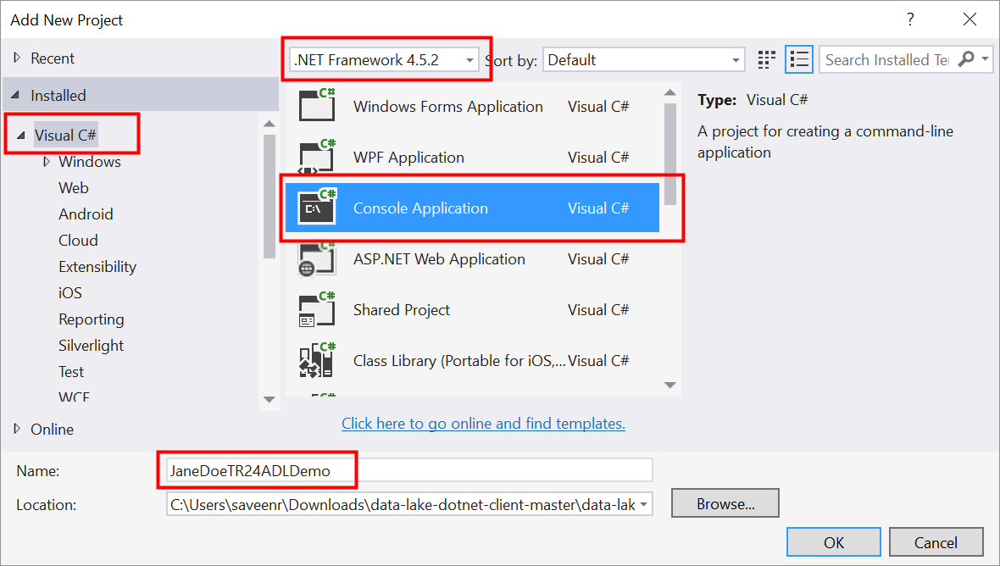 Add New Project
?
Recent
.NET Framework 4.5.2
Sort by:
Default
Search Installed Te
Installed
Visual C#
Windows
Web
Android
Cloud
Extensibility
iOS
Reporting
Silverlight
Test
WCF
Online
C# Windows Forms Application Visual C#
C# WPF Application Visual C#
C# C:\ Console Application Visual C#
C# ASP.NET Web Application Visual C#
C# Shared Project Visual C#
C# Class Library (Portable for iOS,... Visual C#
C#
Click here to go online and find templates.
Type: Visual C#
A project for creating a command-line
application
Name: JaneDoeTR24ADLDemo
Location: C:\Users\saveenr\Downloads\data-lake-dotnet-client-master\data-lak
Browse...
OK
Cancel